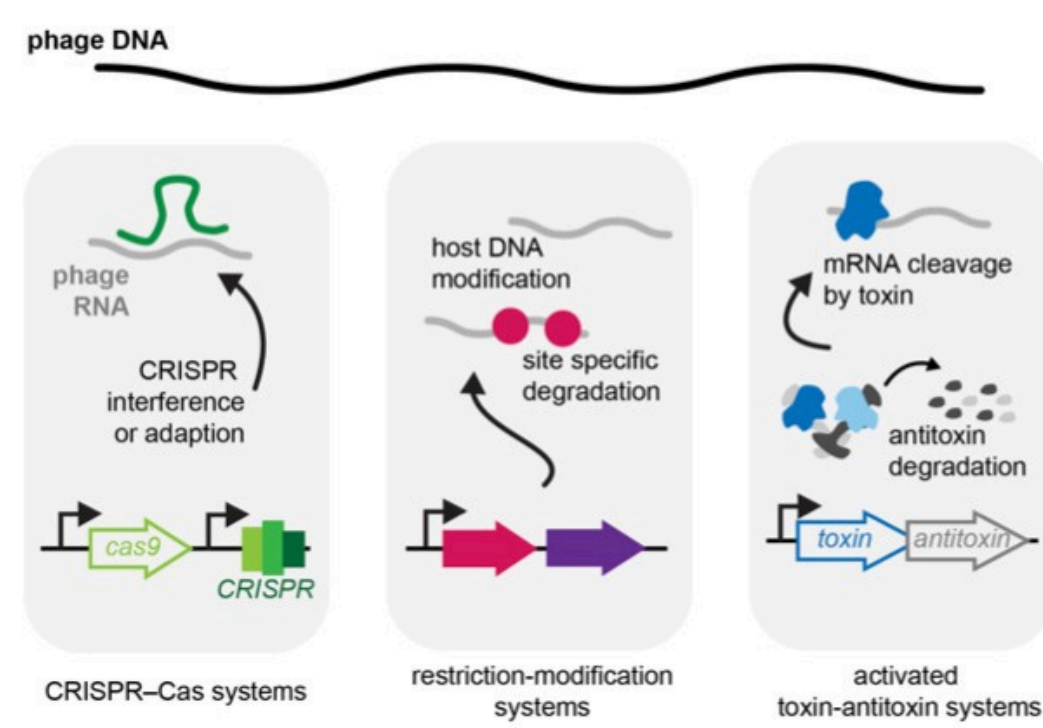 phage DNA
phage
RNA
CRISPR
interference
or adaption
cas9
CRISPR
CRISPR–Cas systems
host DNA
modification
site specific
degradation
restriction-modification
systems
mRNA cleavage
by toxin
antitoxin
degradation
toxin
antitoxin
activated
toxin-antitoxin systems